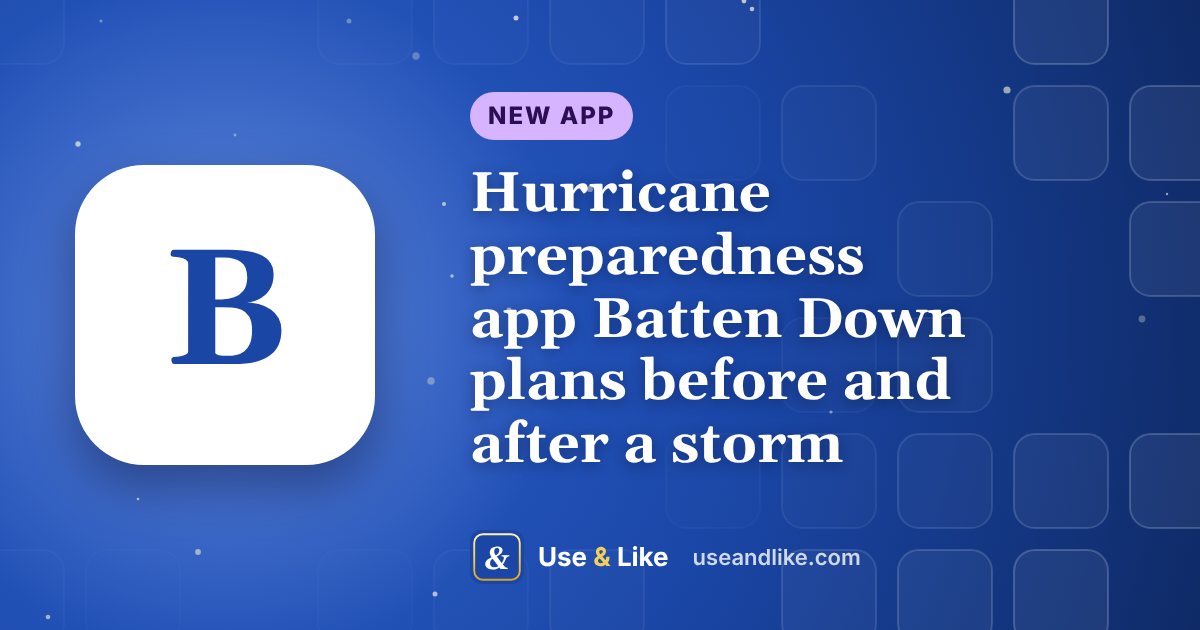 B
NEW APP
Hurricane
preparedness
app Batten Down
plans before and
after a storm
& Use & Like useandlike.com